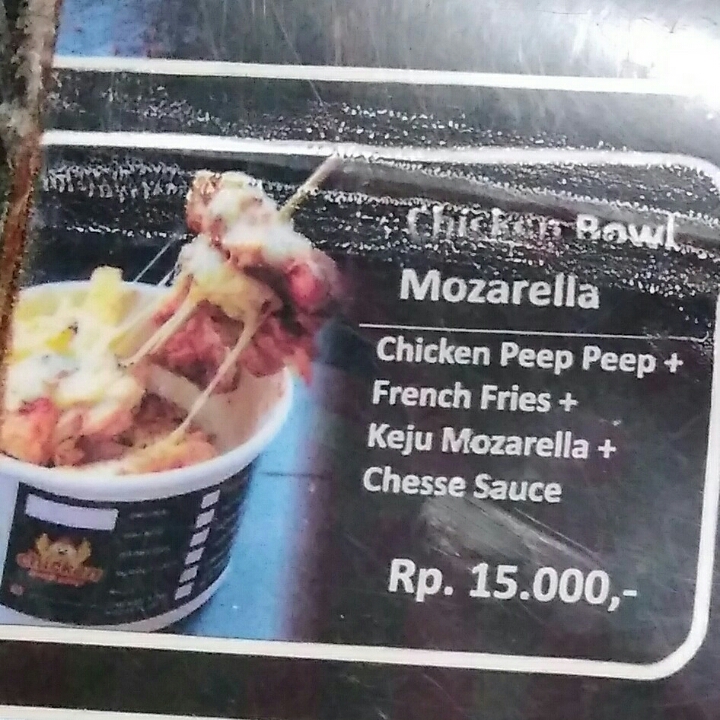 Chicken Bowl
Mozarella
Chicken Peep Peep +
French Fries +
Keju Mozarella +
Chesse Sauce
Rp. 15.000,-